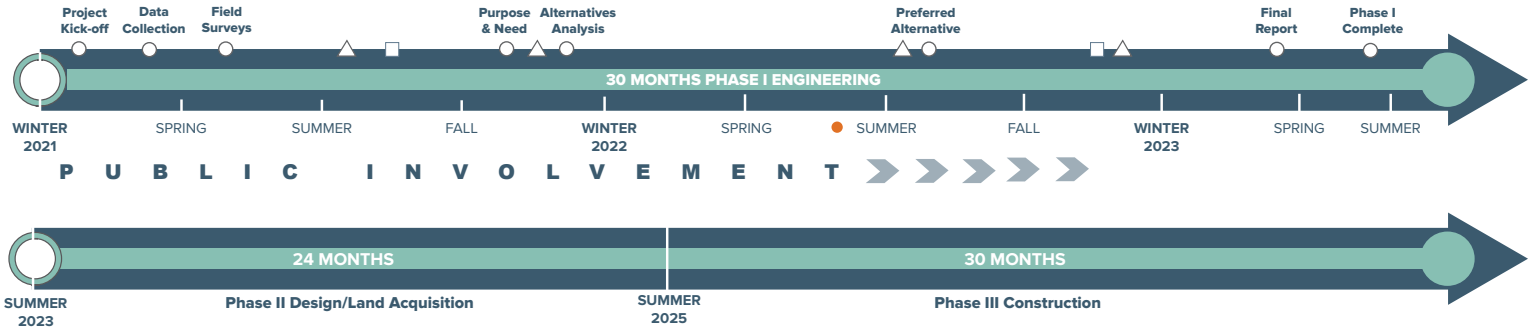 Project
Kick-off
Data
Collection
Field
Surveys
Purpose
& Need
Alternatives
Analysis
Preferred
Alternative
Final
Report
Phase I
Complete
30 MONTHS PHASE I ENGINEERING
WINTER
2021
SPRING
SUMMER
FALL
WINTER
2022
SPRING
SUMMER
FALL
WINTER
2023
SPRING
SUMMER
PUBLIC INVOLVEMENT
24 MONTHS
30 MONTHS
SUMMER
2023
Phase II Design/Land Acquisition
SUMMER
2025
Phase III Construction